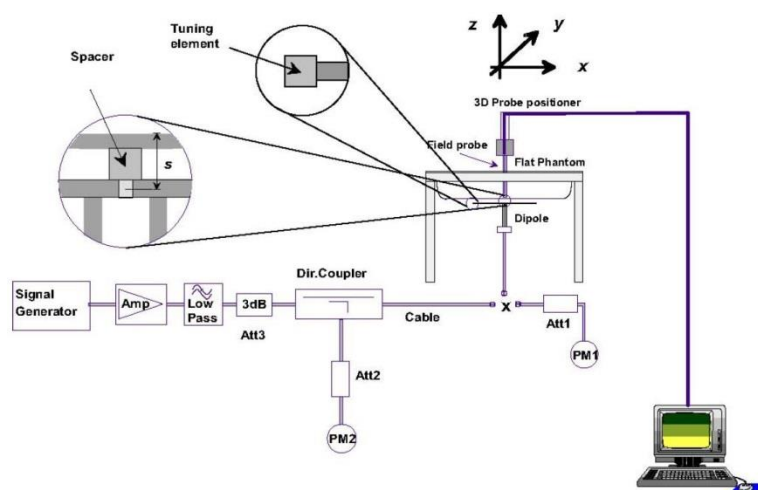 Tuning
element
Spacer
s
z
y
x
3D Probe positioner
Field probe
Flat Phantom
Dipole
Signal
Generator
Amp
Low
Pass
3dB
Att3
Dir.Coupler
Cable
x
Att1
PM1
Att2
PM2